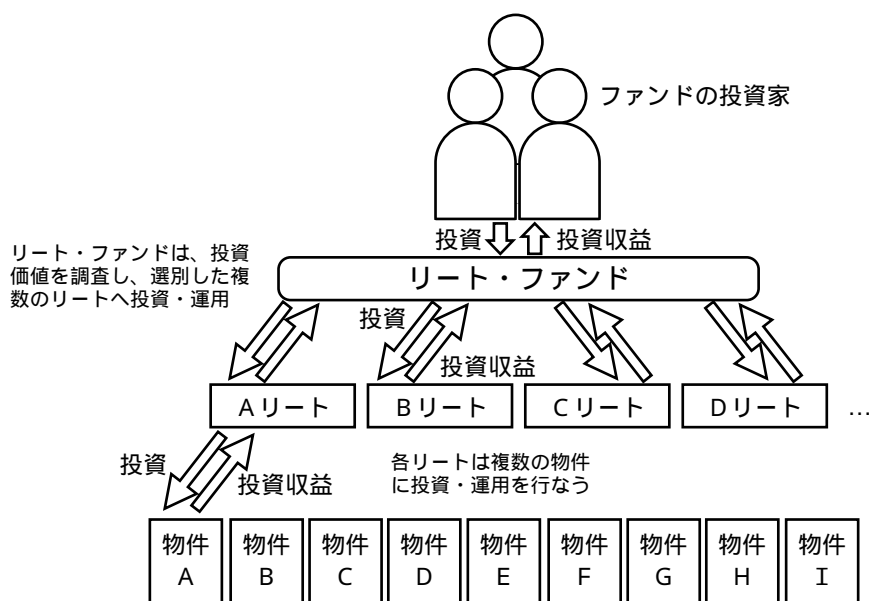 ファンドの投資家
投資
投資収益
リート・ファンドは、投資
価値を調査し、選別した複
数のリートへ投資・運用
リート・ファンド
投資
投資収益
Aリート
Bリート
Cリート
Dリート
…
投資
投資収益
各リートは複数の物件
に投資・運用を行なう
物件
A
物件
B
物件
C
物件
D
物件
E
物件
F
物件
G
物件
H
物件
I